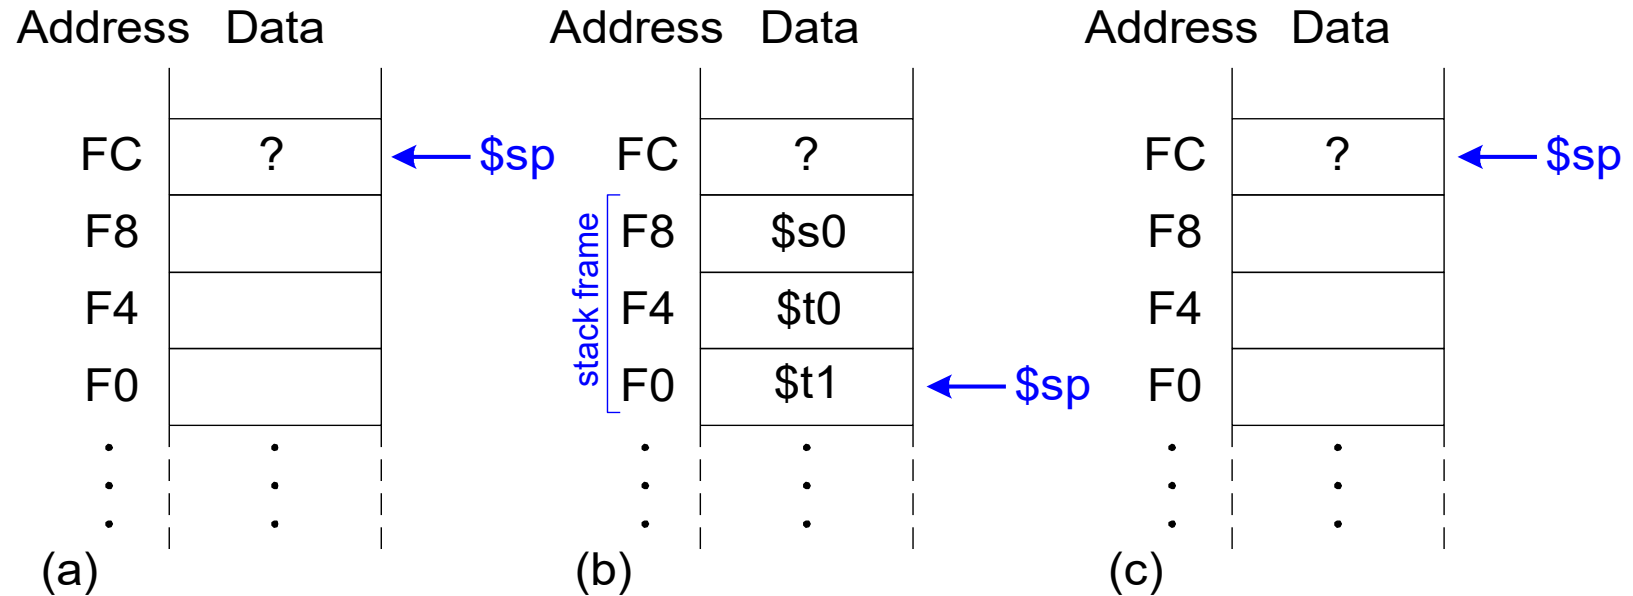 Address Data
FC ? $sp
F8
F4
F0
(a)
Address Data
FC ?
F8 $s0
F4 $t0
F0 $t1 $sp
stack frame
(b)
Address Data
FC ? $sp
F8
F4
F0
(c)